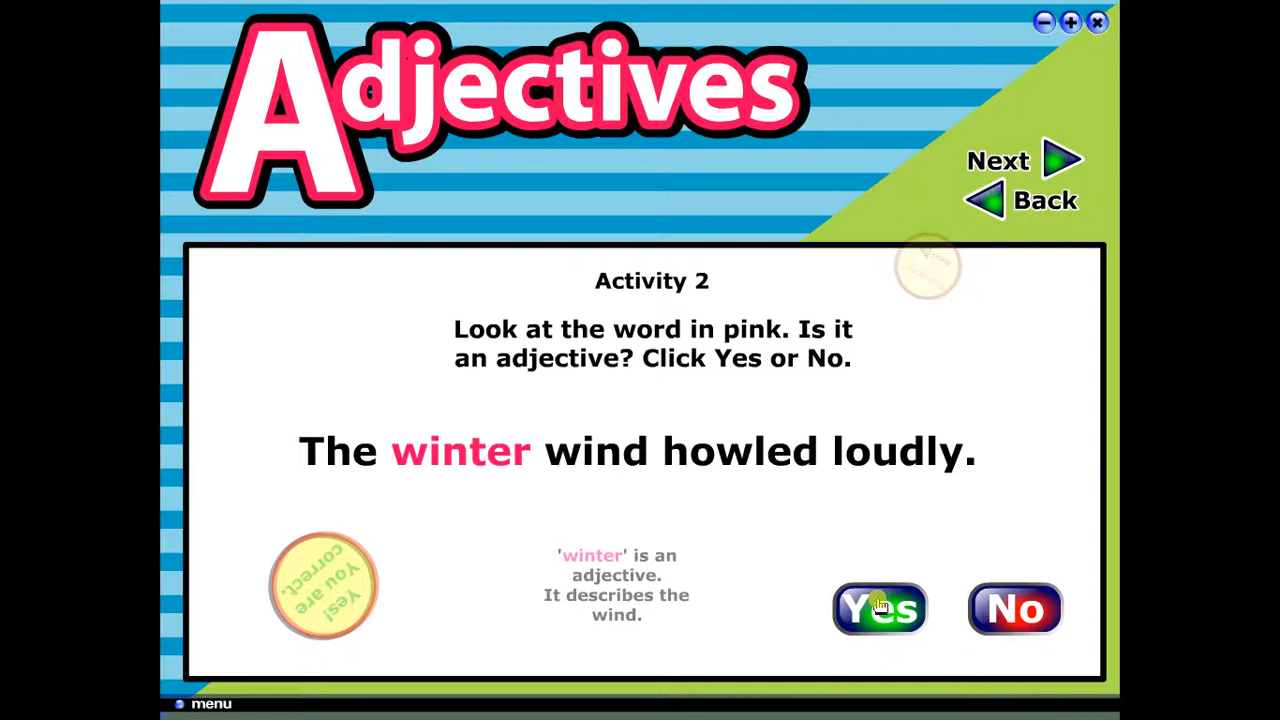 Adjectives
Next
Back
Activity 2
Look at the word in pink. Is it
an adjective? Click Yes or No.
The winter wind howled loudly.
Yes!
You are
correct.
'winter' is an
adjective.
It describes the
wind.
Yes
No
menu